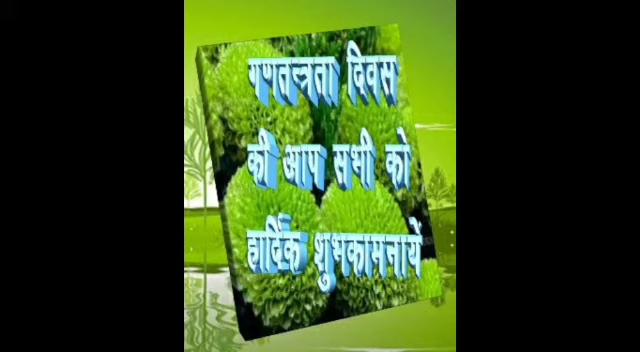 गणतन्त्रता दिवस
की आप सभी को
हार्दिक शुभकामनायें